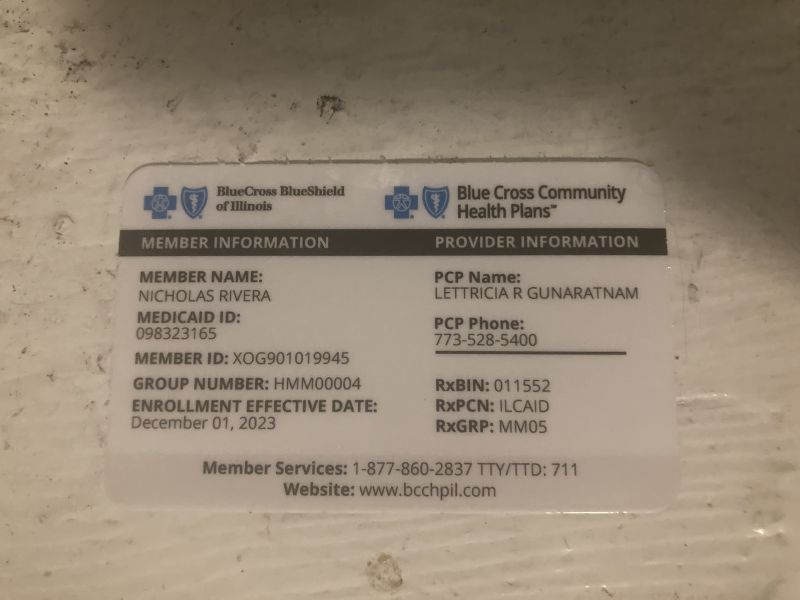 BlueCross BlueShield
of Illinois
Blue Cross Community
Health Plans℠
MEMBER INFORMATION
PROVIDER INFORMATION
MEMBER NAME:
NICHOLAS RIVERA
MEDICAID ID:
098323165
MEMBER ID: XOG901019945
GROUP NUMBER: HMM00004
ENROLLMENT EFFECTIVE DATE:
December 01, 2023
PCP Name:
LETTRICIA R GUNARATNAM
PCP Phone:
773-528-5400
RxBIN: 011552
RxPCN: ILCAID
RxGRP: MM05
Member Services: 1-877-860-2837 TTY/TTD: 711
Website: www.bcchpil.com